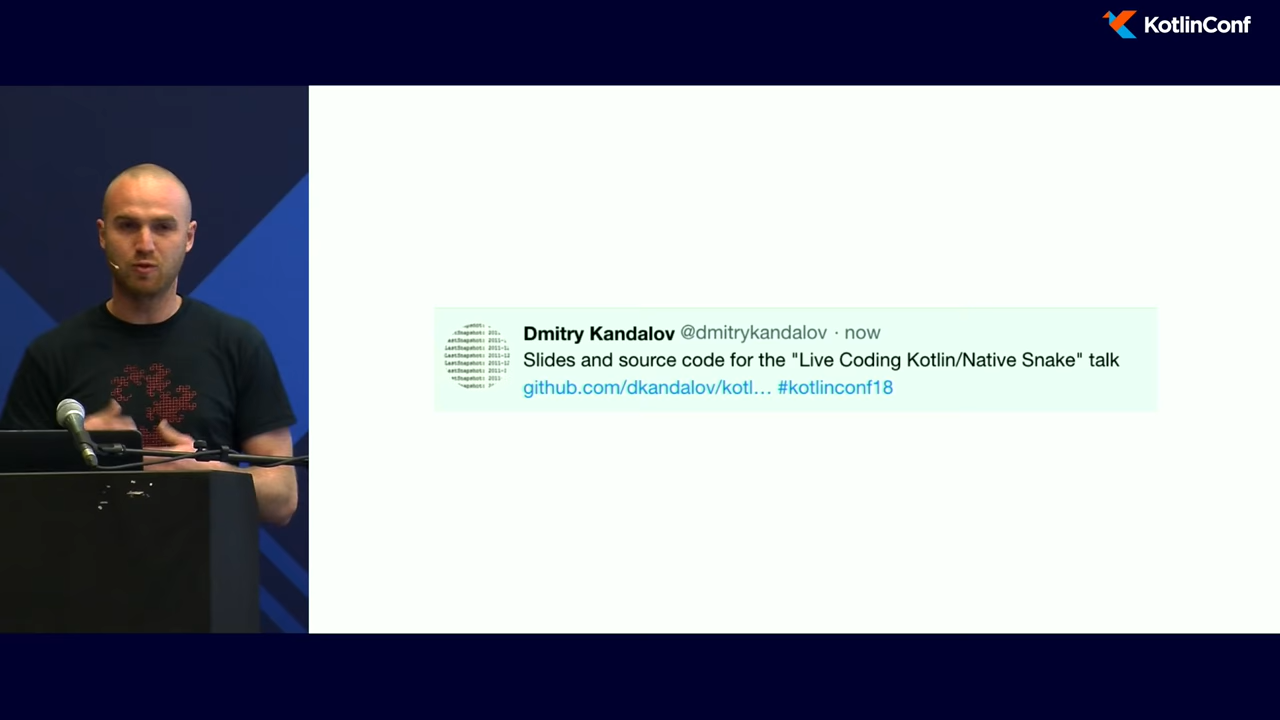 KotlinConf
Dmitry Kandalov @dmitrykandalov · now
Slides and source code for the "Live Coding Kotlin/Native Snake" talk
github.com/dkandalov/kotl… #kotlinconf18